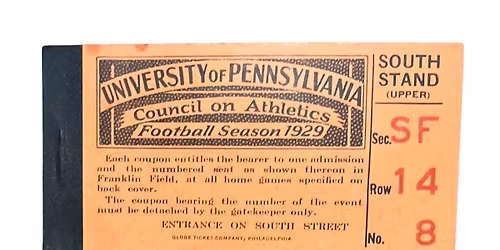 UNIVERSITY OF PENNSYLVANIA
Council on Athletics
Football Season 1929
Each coupon entitles the bearer to one admission
and the numbered seat as shown thereon in
Franklin Field, at all home games specified on
back cover.
The coupon bearing the number of the event
must be detached by the gatekeeper only.
ENTRANCE ON SOUTH STREET
GLOBE TICKET COMPANY, PHILADELPHIA
SOUTH
STAND
(UPPER)
Sec. SF
Row 14
No. 8